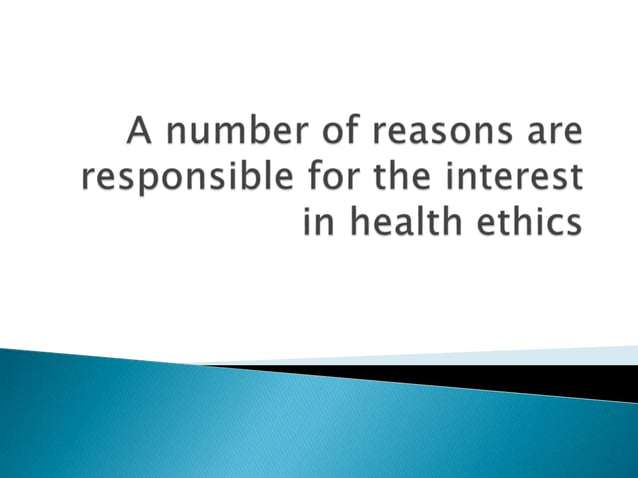 A number of reasons are
responsible for the interest
in health ethics